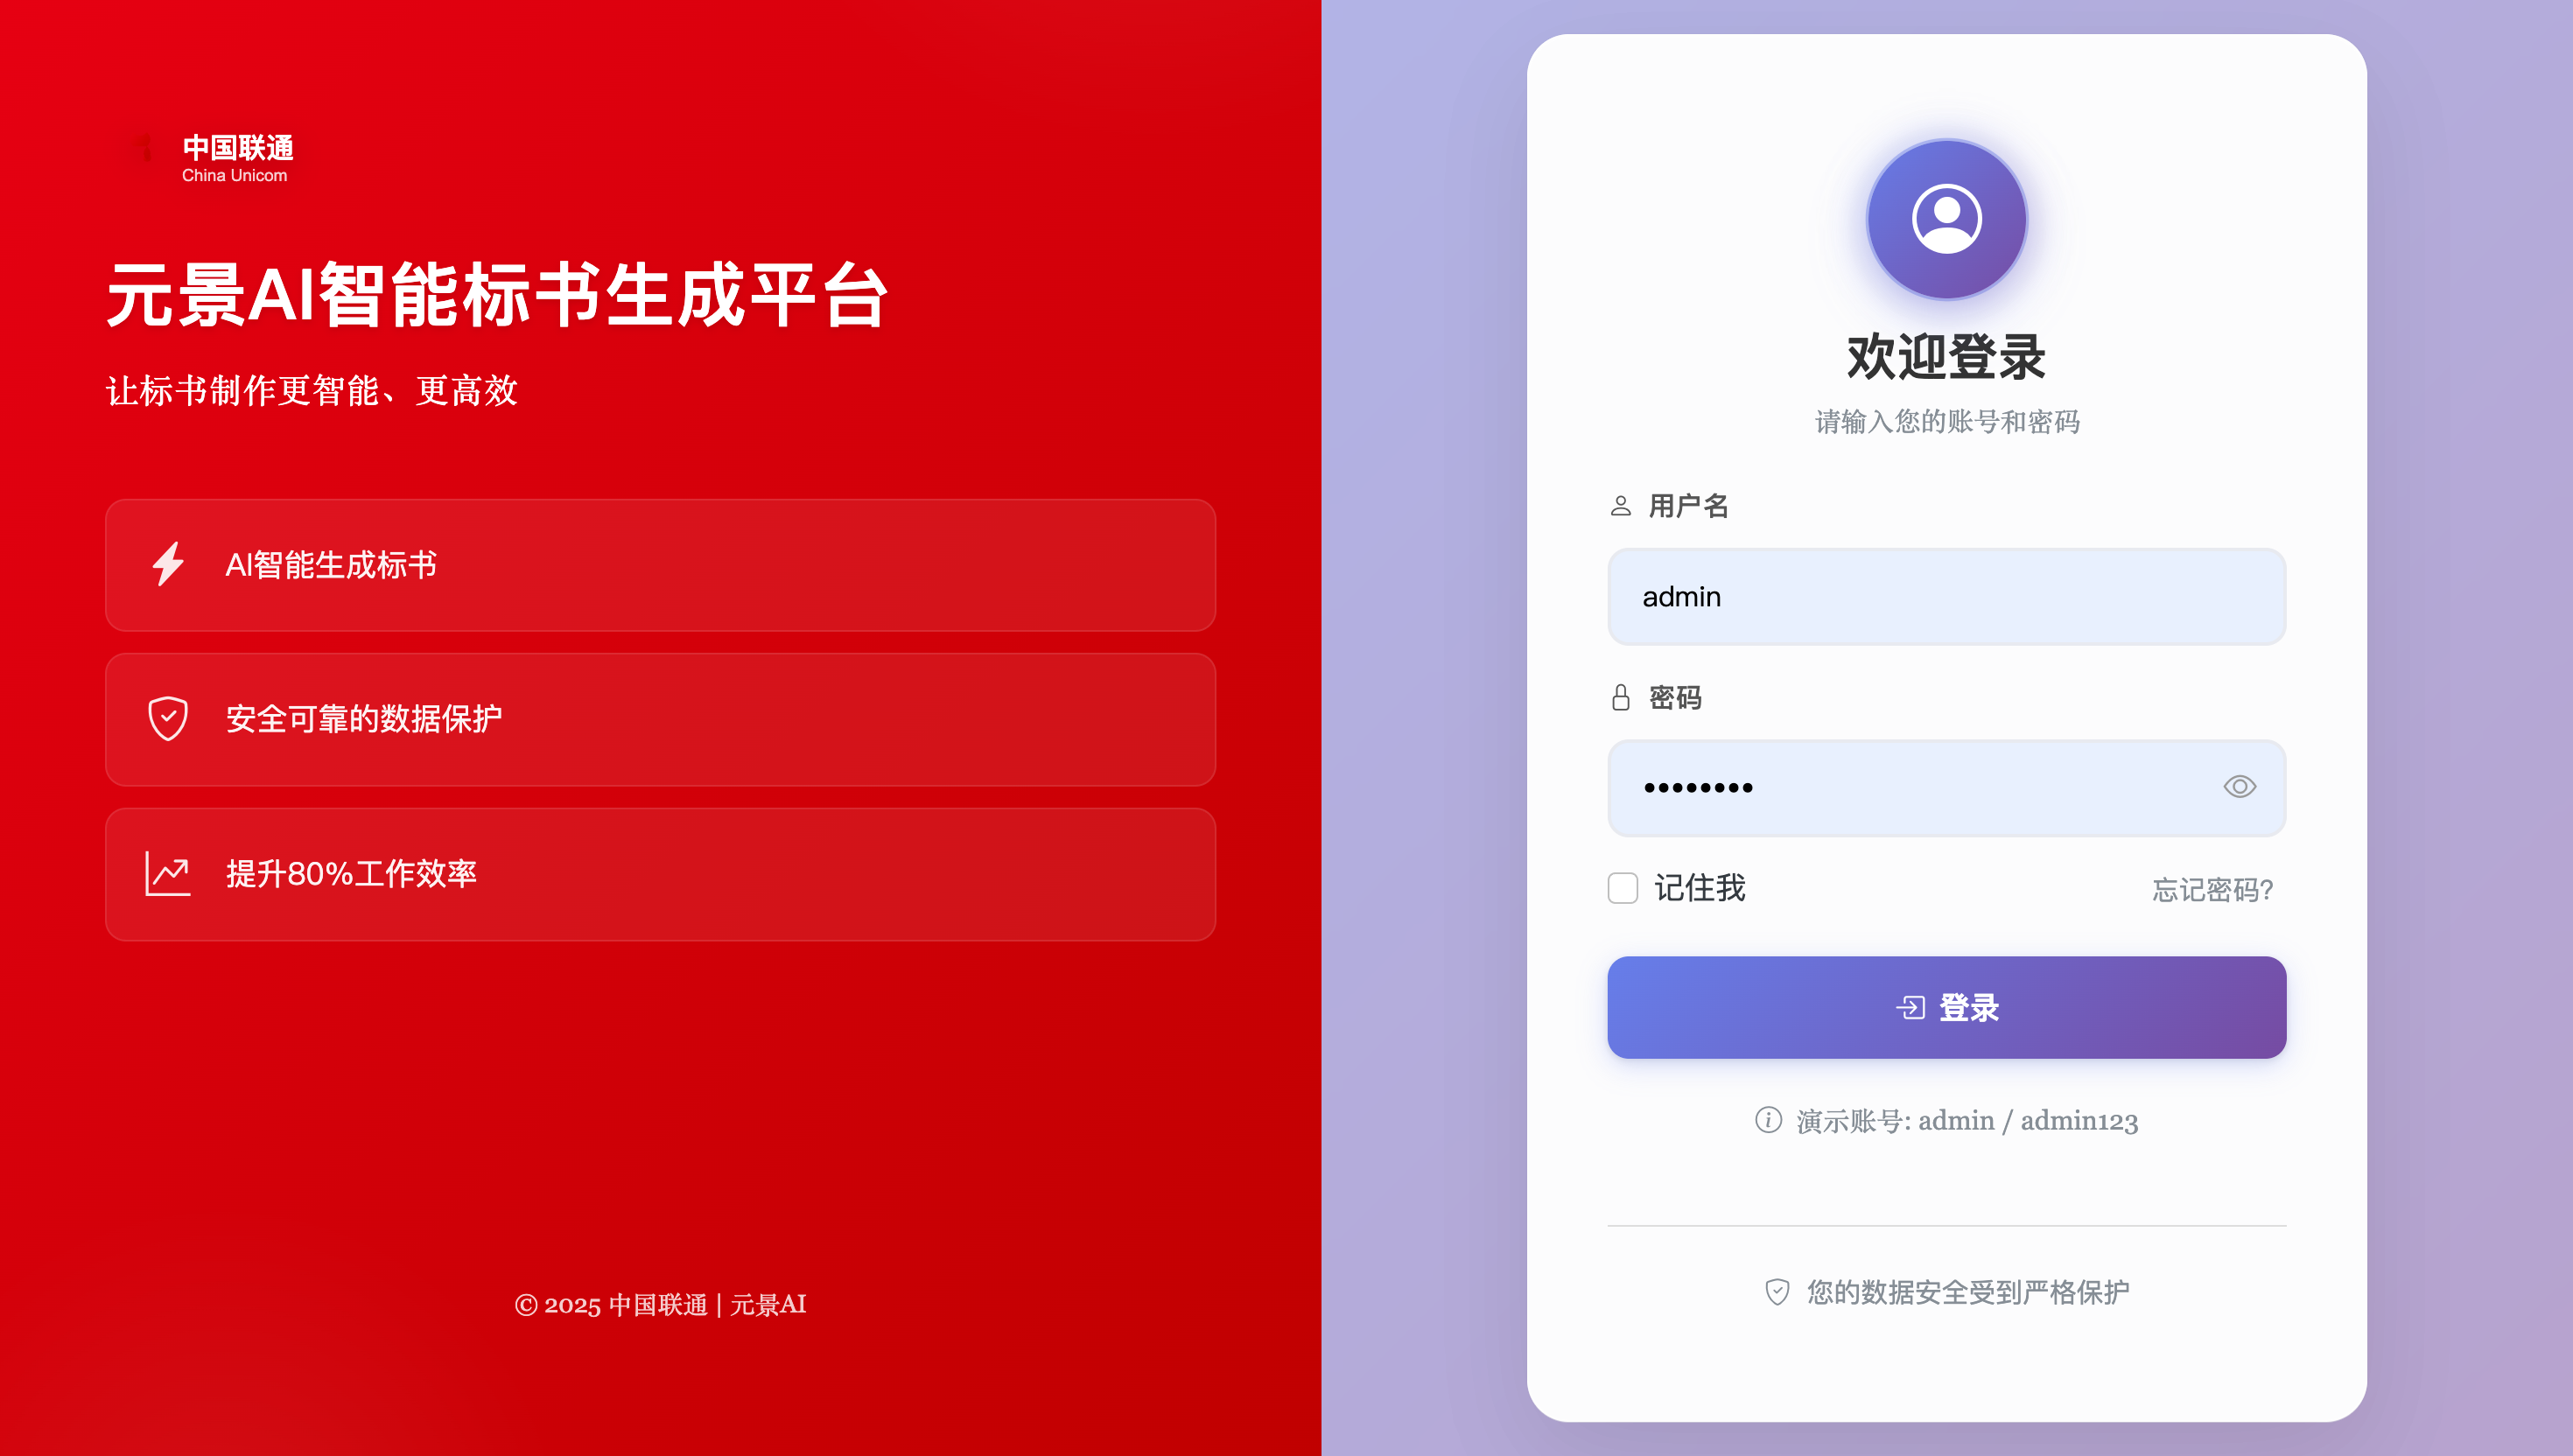 中国联通
China Unicom
元景AI智能标书生成平台
让标书制作更智能、更高效
AI智能生成标书
安全可靠的数据保护
提升80%工作效率
© 2025 中国联通 | 元景AI
欢迎登录
请输入您的账号和密码
用户名
admin
密码
••••••••
记住我
忘记密码?
登录
演示账号: admin / admin123
您的数据安全受到严格保护